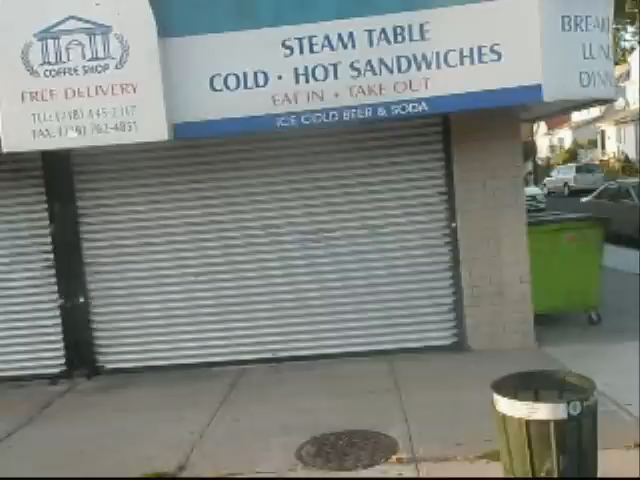 COFFEE SHOP
FREE DELIVERY
STEAM TABLE
COLD · HOT SANDWICHES
EAT IN · TAKE OUT
ICE COLD BEER & SODA